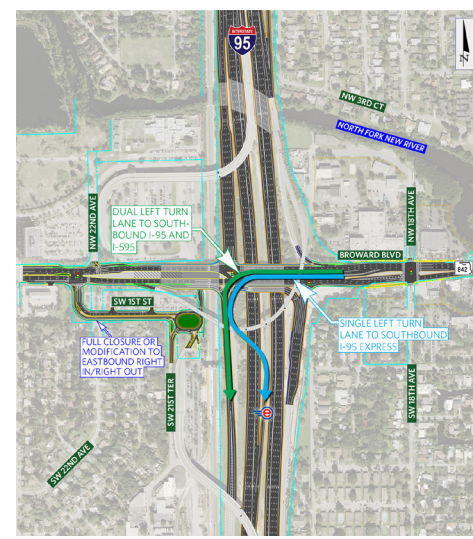 INTERSTATE
95
N
NW 3RD CT
NORTH FORK NEW RIVER
NW 22ND AVE
NW 18TH AVE
DUAL LEFT TURN
LANE TO SOUTH-
BOUND I-95 AND
I-595
BROWARD BLVD
842
SW 1ST ST
SINGLE LEFT TURN
LANE TO SOUTHBOUND
I-95 EXPRESS
FULL CLOSURE OR
MODIFICATION TO
EASTBOUND RIGHT
IN/RIGHT OUT
SW 21ST TER
SW 18TH AVE
e
SW 22ND AVE